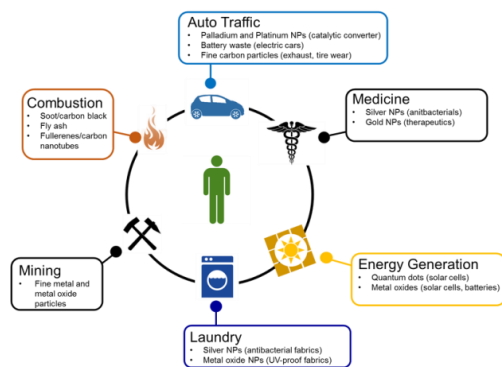 Auto Traffic
• Palladium and Platinum NPs (catalytic converter)
• Battery waste (electric cars)
• Fine carbon particles (exhaust, tire wear)
Combustion
• Soot/carbon black
• Fly ash
• Fullerenes/carbon
nanotubes
Medicine
• Silver NPs (anitbacterials)
• Gold NPs (therapeutics)
Mining
• Fine metal and
metal oxide
particles
Energy Generation
• Quantum dots (solar cells)
• Metal oxides (solar cells, batteries)
Laundry
• Silver NPs (antibacterial fabrics)
• Metal oxide NPs (UV-proof fabrics)